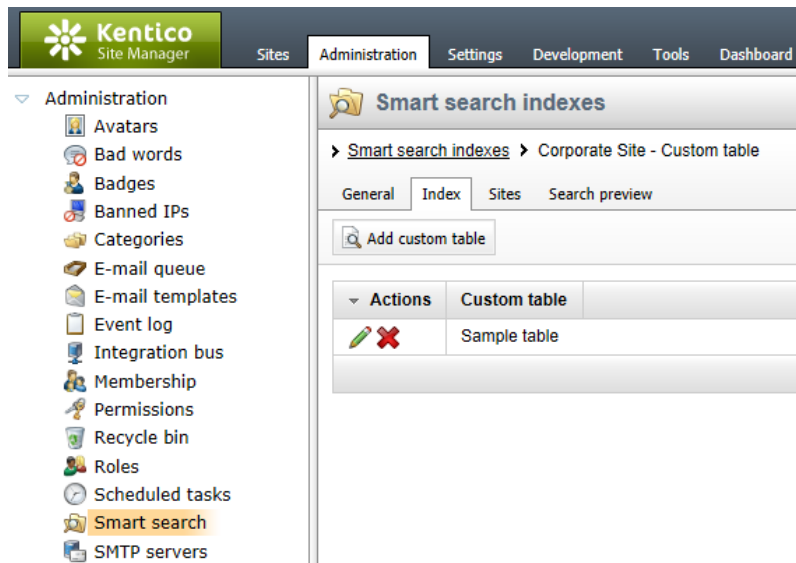 Kentico
Site Manager
Sites Administration Settings Development Tools Dashboard
Administration
Avatars
Bad words
Badges
Banned IPs
Categories
E-mail queue
E-mail templates
Event log
Integration bus
Membership
Permissions
Recycle bin
Roles
Scheduled tasks
Smart search
SMTP servers
Smart search indexes
Smart search indexes Corporate Site - Custom table
General Index Sites Search preview
Add custom table
Actions Custom table
Sample table